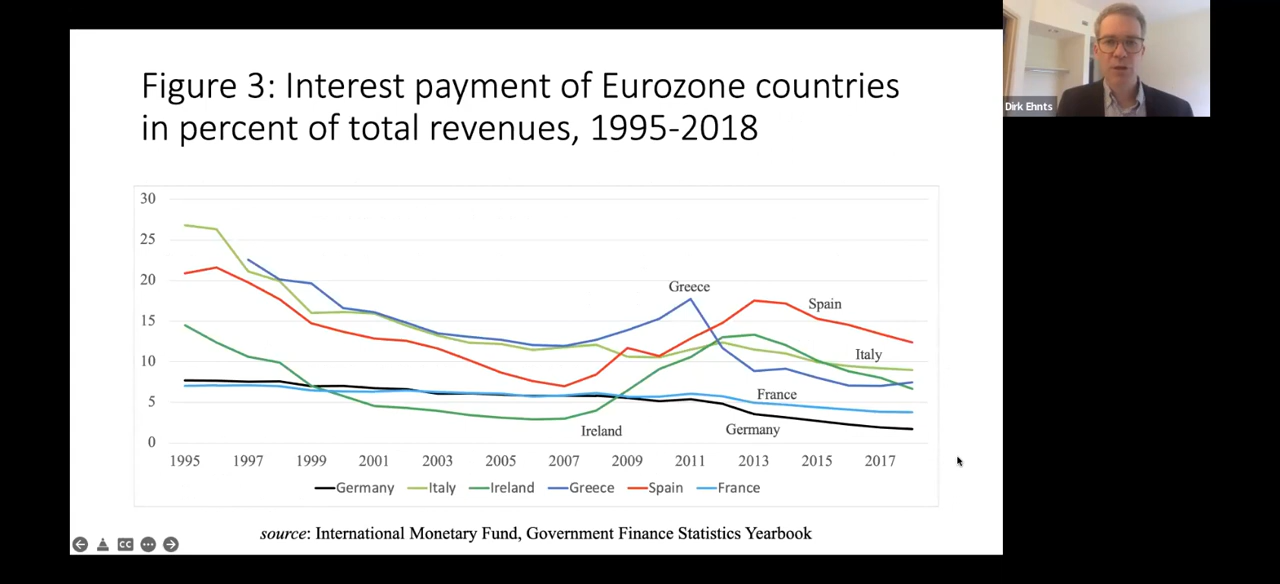 Figure 3: Interest payment of Eurozone countries
in percent of total revenues, 1995-2018
Dirk Ehnts
30
25
20
15
10
5
0
Greece
Spain
Italy
France
Ireland
Germany
1995 1997 1999 2001 2003 2005 2007 2009 2011 2013 2015 2017
Germany Italy Ireland Greece Spain France
source: International Monetary Fund, Government Finance Statistics Yearbook
CC